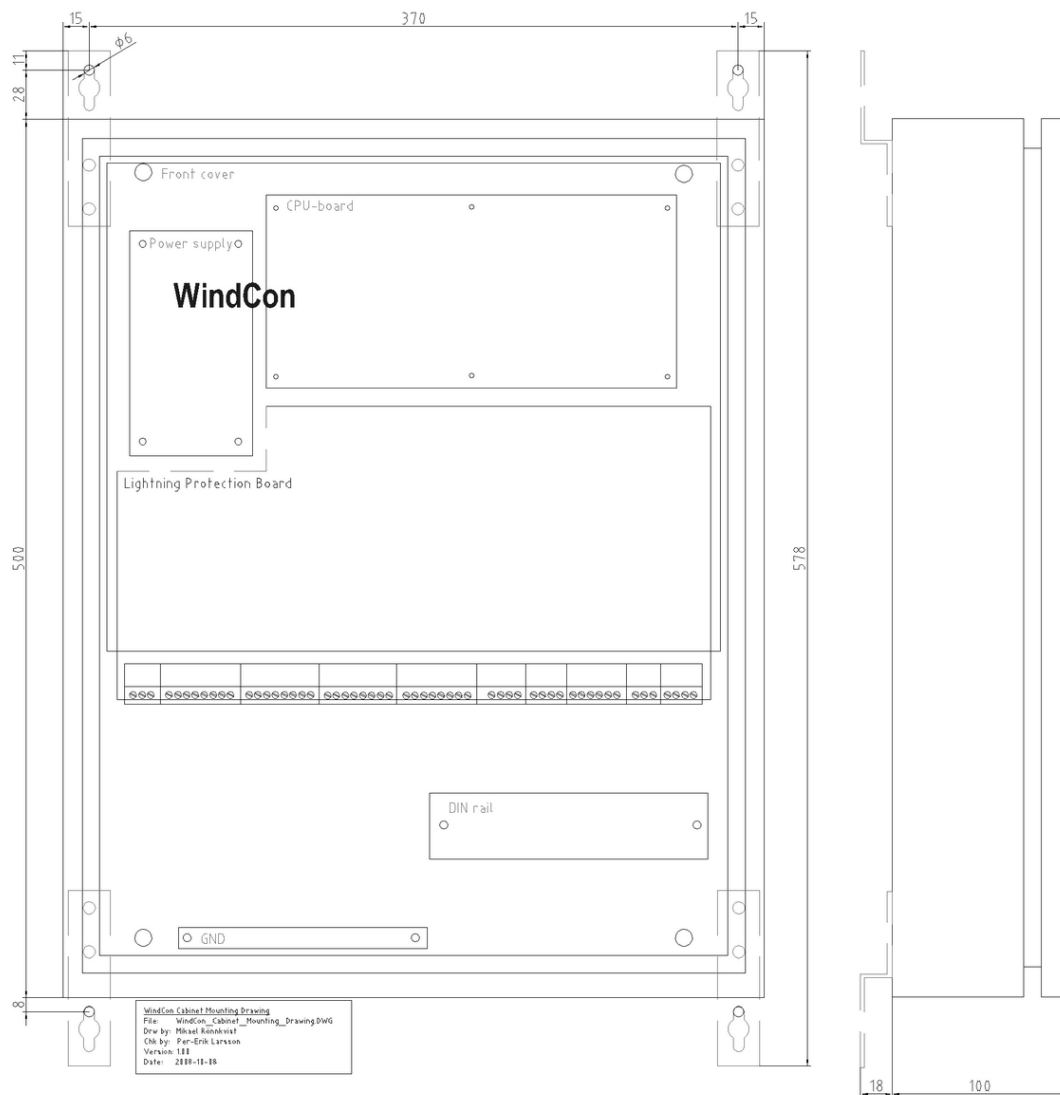 15 370 15
Φ6
11
28
Front cover
CPU-board
Power supply
WindCon
Lightning Protection Board
500
578
DIN rail
GND
8
WindCon Cabinet Mounting Drawing
File: WindCon_Cabinet_Mounting_Drawing.DWG
Drw by: Mikael Rönnkvist
Chk by: Per-Erik Larsson
Version: 1.00
Date:
18 100